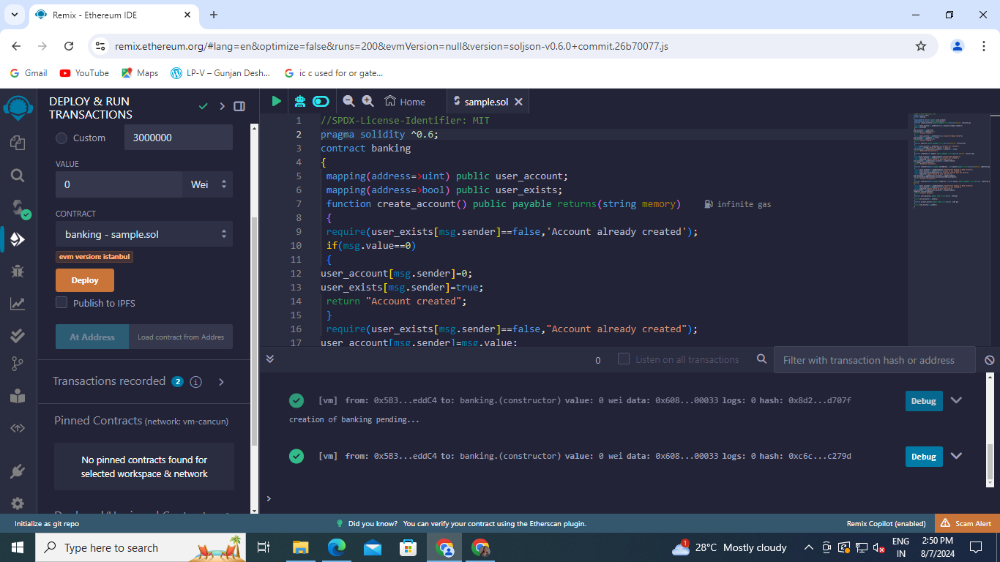 Remix - Ethereum IDE
remix.ethereum.org/#lang=en&optimize=false&runs=200&evmVersion=null&version=soljson-v0.6.0+commit.26b70077.js
Gmail YouTube Maps LP-V – Gunjan Desh... ic c used for or gate...
DEPLOY & RUN
TRANSACTIONS
Custom 3000000
VALUE
0 Wei
CONTRACT
banking - sample.sol
evm version: istanbul
Deploy
Publish to IPFS
At Address Load contract from Addres
Transactions recorded 2 i
Pinned Contracts (network: vm-cancun)
No pinned contracts found for
selected workspace & network
Home sample.sol
1 //SPDX-License-Identifier: MIT
2 pragma solidity ^0.6;
3 contract banking
4 {
5 mapping(address=>uint) public user_account;
6 mapping(address=>bool) public user_exists;
7 function create_account() public payable returns(string memory) infinite gas
8 {
9 require(user_exists[msg.sender]==false,'Account already created');
10 if(msg.value==0)
11 {
12 user_account[msg.sender]=0;
13 user_exists[msg.sender]=true;
14 return "Account created";
15 }
16 require(user_exists[msg.sender]==false,"Account already created");
17 user_account[msg.sender]=msg.value;
0 Listen on all transactions Filter with transaction hash or address
[vm] from: 0x5B3...eddC4 to: banking.(constructor) value: 0 wei data: 0x608...00033 logs: 0 hash: 0x8d2...d707f Debug
creation of banking pending...
[vm] from: 0x5B3...eddC4 to: banking.(constructor) value: 0 wei data: 0x608...00033 logs: 0 hash: 0xc6c...c279d Debug
>
Initialize as git repo Did you know? You can verify your contract using the Etherscan plugin. Remix Copilot (enabled) Scam Alert
Type here to search 1 28°C Mostly cloudy ENG IN 2:50 PM 8/7/2024